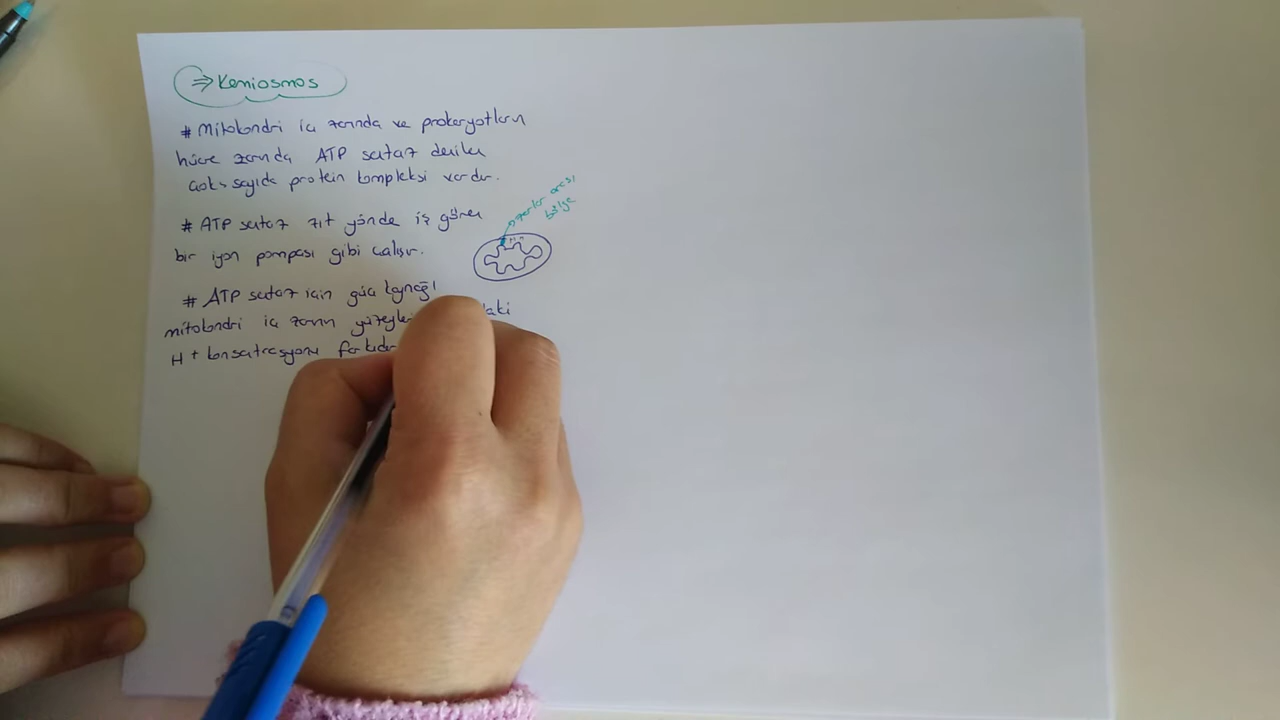 ⇒ Kemiosmos
# Mitokondri iç zarında ve prokaryotların
hücre zarında ATP sentaz denilen
çok sayıda protein kompleksi vardır.
# ATP sentaz zıt yönde iş gören
bir iyon pompası gibi çalışır.
zarlar arası
bölge
H+ H+
# ATP sentaz için güç kaynağı
mitokondri iç zarın
H+ konsantrasyonu farkıdır